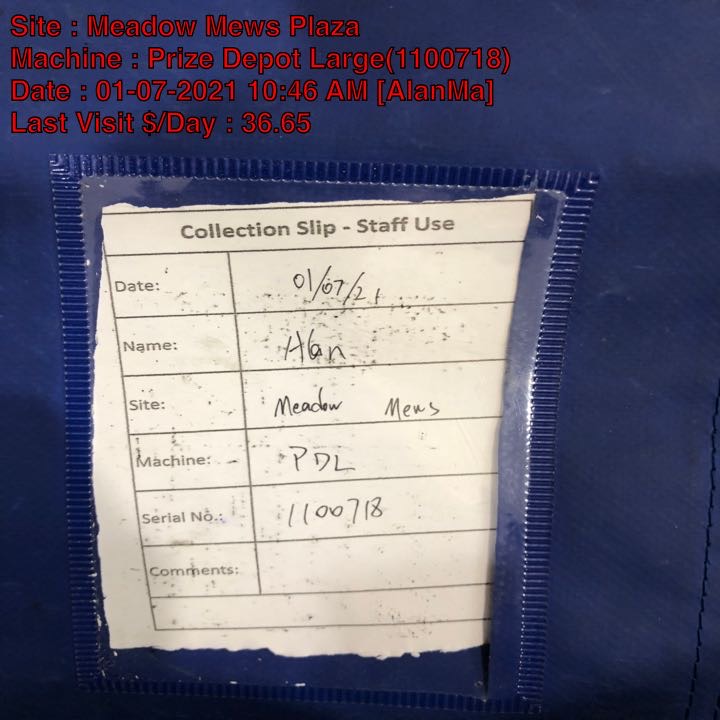 Site : Meadow Mews Plaza
Machine : Prize Depot Large(1100718)
Date : 01-07-2021 10:46 AM [AlanMa]
Last Visit $/Day : 36.65
Collection Slip - Staff Use
Date: 01/07/21
Name: Alan
Site: Meadow Mews
Machine: PDL
Serial No.: 1100718
Comments: